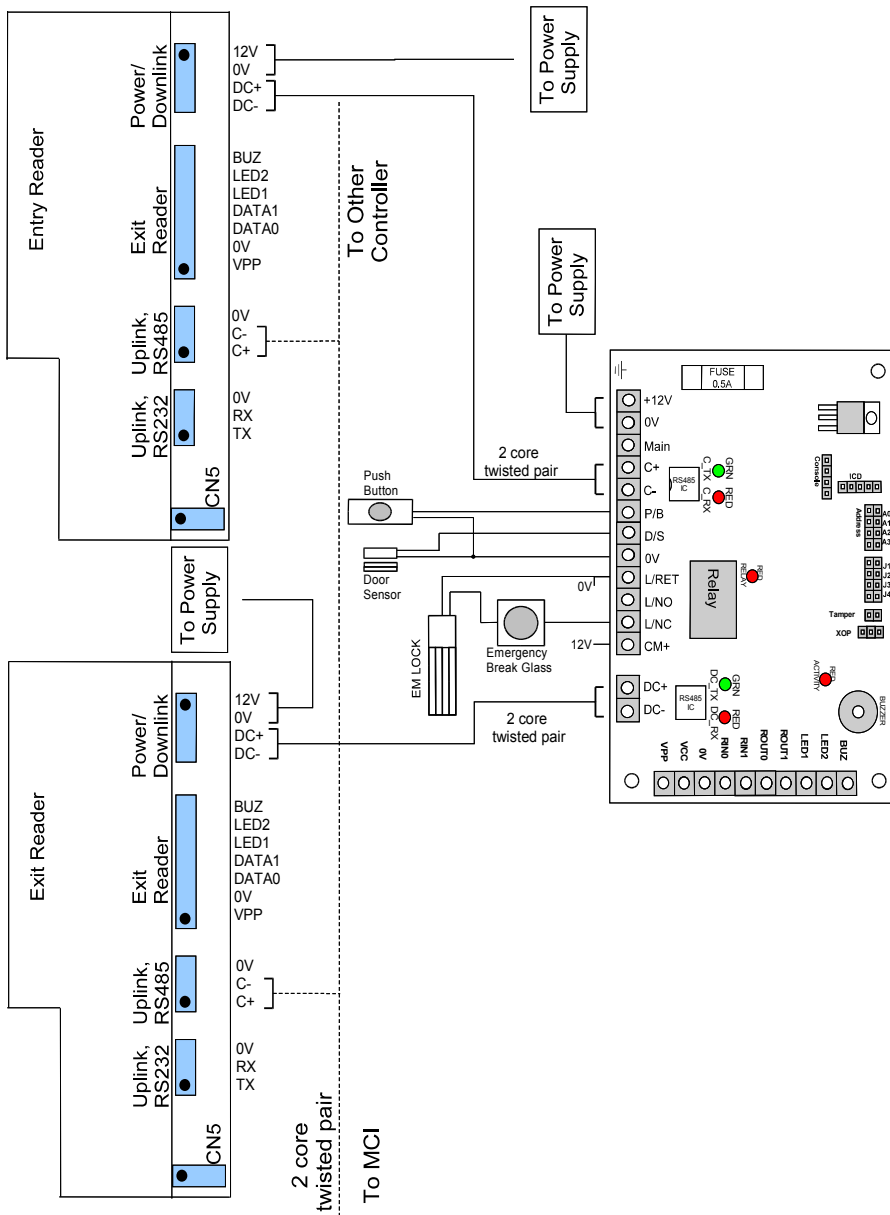 Entry Reader
Power/
Downlink
12V
0V
DC+
DC-
Exit
Reader
BUZ
LED2
LED1
DATA1
DATA0
0V
VPP
Uplink,
RS485
0V
C-
C+
Uplink,
RS232
0V
RX
TX
CN5
To Power
Supply
To Other
Controller
To Power
Supply
To Power
Supply
Exit Reader
Power/
Downlink
12V
0V
DC+
DC-
Exit
Reader
BUZ
LED2
LED1
DATA1
DATA0
0V
VPP
Uplink,
RS485
0V
C-
C+
Uplink,
RS232
0V
RX
TX
CN5
2 core
twisted pair
To MCI
2 core
twisted pair
Push
Button
Door
Sensor
0V
EM LOCK
Emergency
Break Glass
12V
2 core
twisted pair
FUSE
0.5A
+12V
0V
Main
C+
C-
P/B
D/S
0V
L/RET
L/NO
L/NC
CM+
DC+
DC-
RS485
IC
GRN
C_TX
RED
C_RX
Console
ICD
Address
A0
A1
A2
A3
J1
J2
J3
J4
Relay
RED
RELAY
Tamper
XOP
RS485
IC
GRN
DC_TX
RED
DC_RX
RED
ACTIVITY
BUZZER
VPP
VCC
0V
RIN0
RIN1
ROUT0
ROUT1
LED1
LED2
BUZ